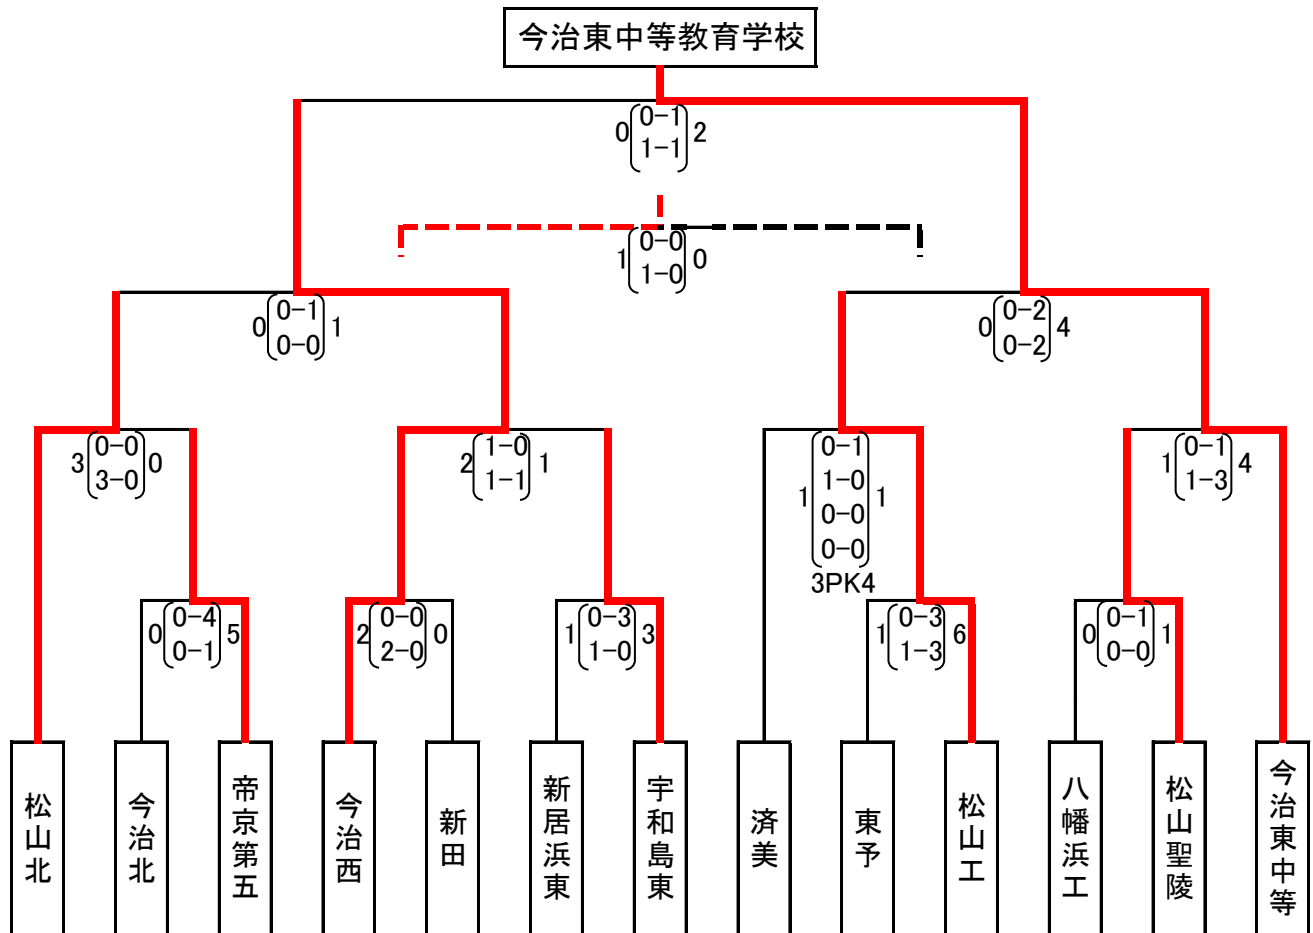 今治東中等教育学校
0 0-1 2
1-1
1 0-0 0
1-0
0 0-1 1
0-0
0 0-2 4
0-2
3 0-0 0
3-0
2 1-0 1
1-1
1 0-1 1
1-0
0-0
0-0
3PK4
1 0-1 4
1-3
0 0-4 5
0-1
2 0-0 0
2-0
1 0-3 3
1-0
1 0-3 6
1-3
0 0-1 1
0-0
松山北
今治北
帝京第五
今治西
新田
新居浜東
宇和島東
済美
東予
松山工
八幡浜工
松山聖陵
今治東中等